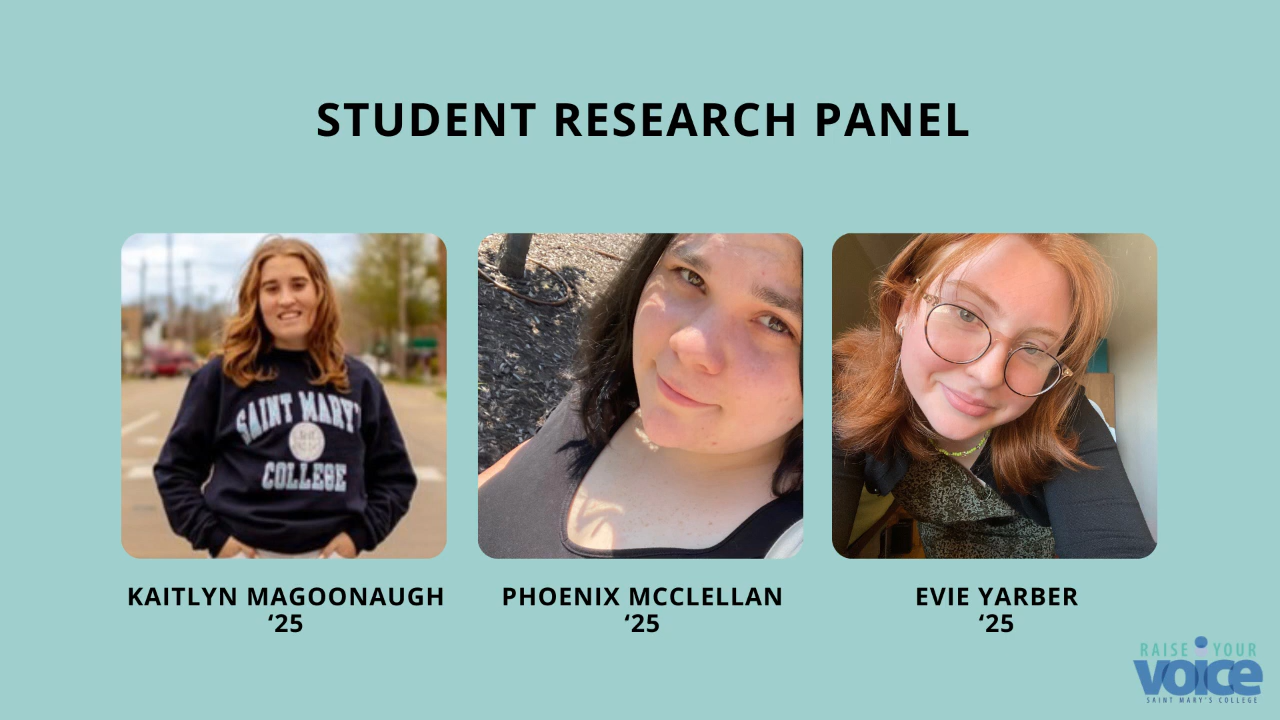 STUDENT RESEARCH PANEL
SAINT MARY'
COLLEGE
KAITLYN MAGOONAUGH
‘25
PHOENIX MCCLELLAN
‘25
EVIE YARBER
‘25
RAISE YOUR
voice
SAINT MARY'S COLLEGE